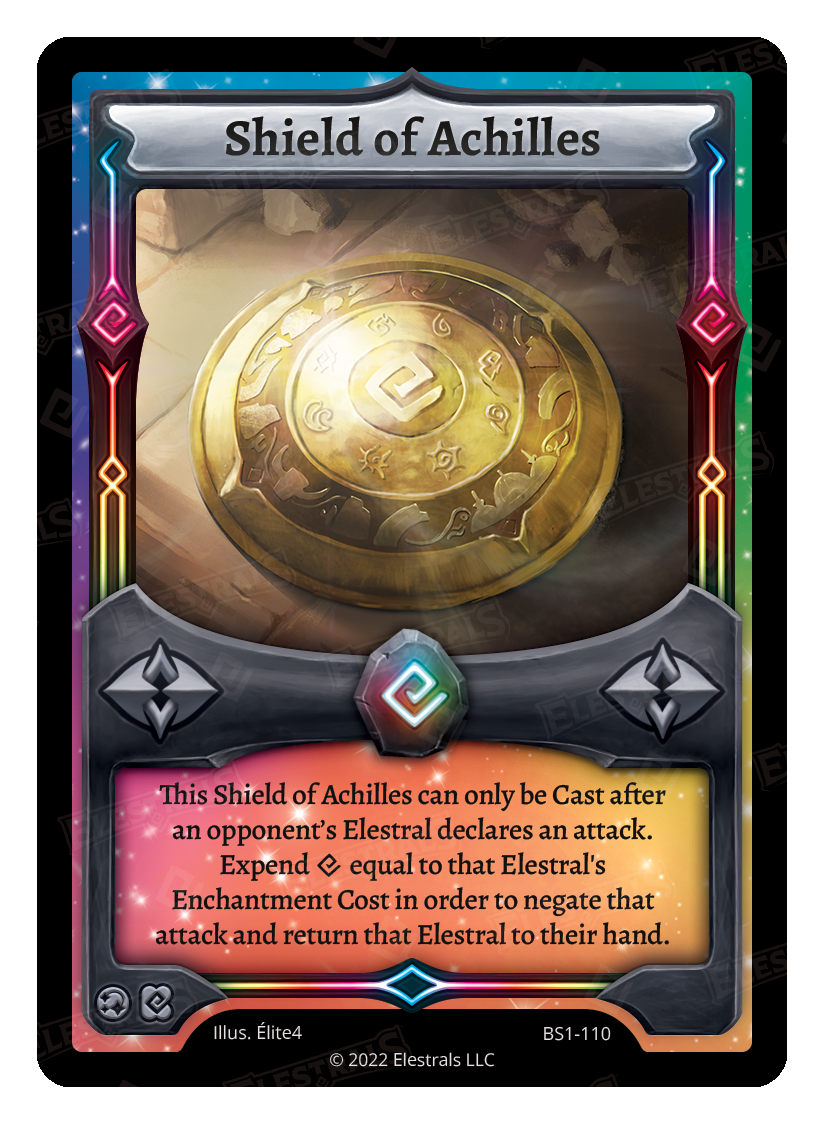 Shield of Achilles
This Shield of Achilles can only be Cast after
an opponent’s Elestral declares an attack.
Expend equal to that Elestral's
Enchantment Cost in order to negate that
attack and return that Elestral to their hand.
Illus. Élite4
BS1-110
© 2022 Elestrals LLC